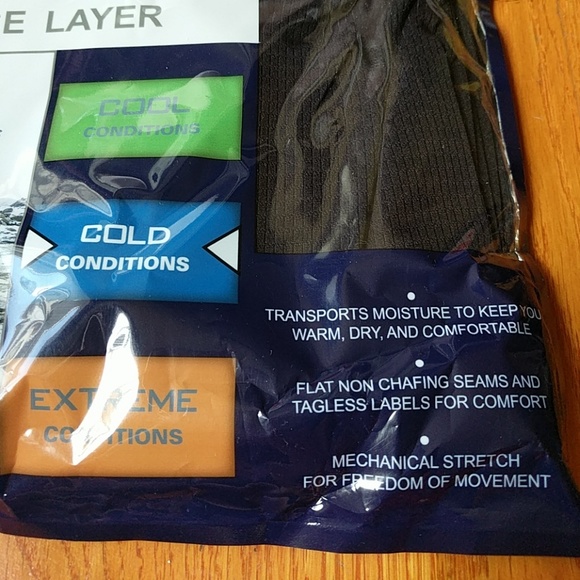 LAYER
COOL
CONDITIONS
COLD
CONDITIONS
EXTREME
CONDITIONS
• TRANSPORTS MOISTURE TO KEEP YOU
WARM, DRY, AND COMFORTABLE
• FLAT NON CHAFING SEAMS AND
TAGLESS LABELS FOR COMFORT
• MECHANICAL STRETCH
FOR FREEDOM OF MOVEMENT